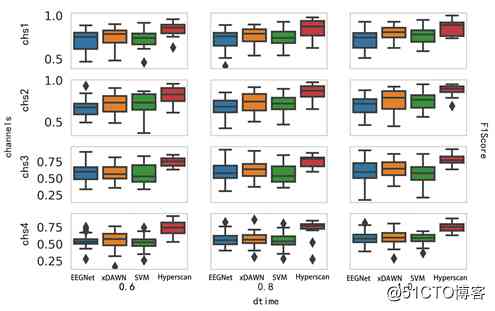 chs1
1.0
0.5
chs2
1.0
0.5
channels
F1Score
chs3
0.75
0.50
0.25
chs4
0.75
0.50
0.25
EEGNet xDAWN SVM Hyperscan EEGNet xDAWN SVM Hyperscan EEGNet xDAWN SVM Hyperscan
0.6 0.8
dtime
@51CTO博客